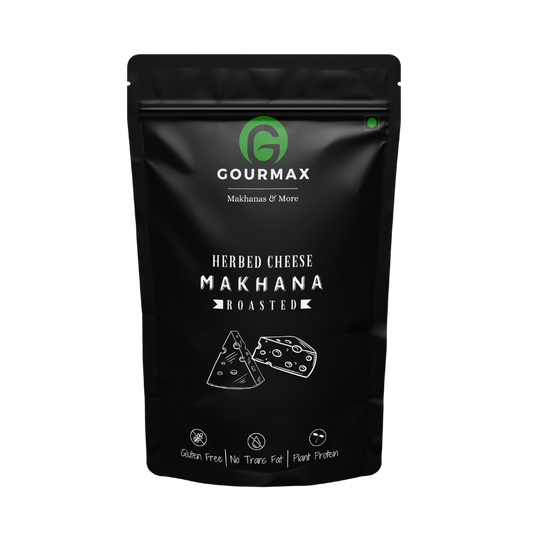 GOURMAX
Makhanas & More
HERBED CHEESE
MAKHANA
ROASTED
Gluten Free | No Trans Fat | Plant Protein